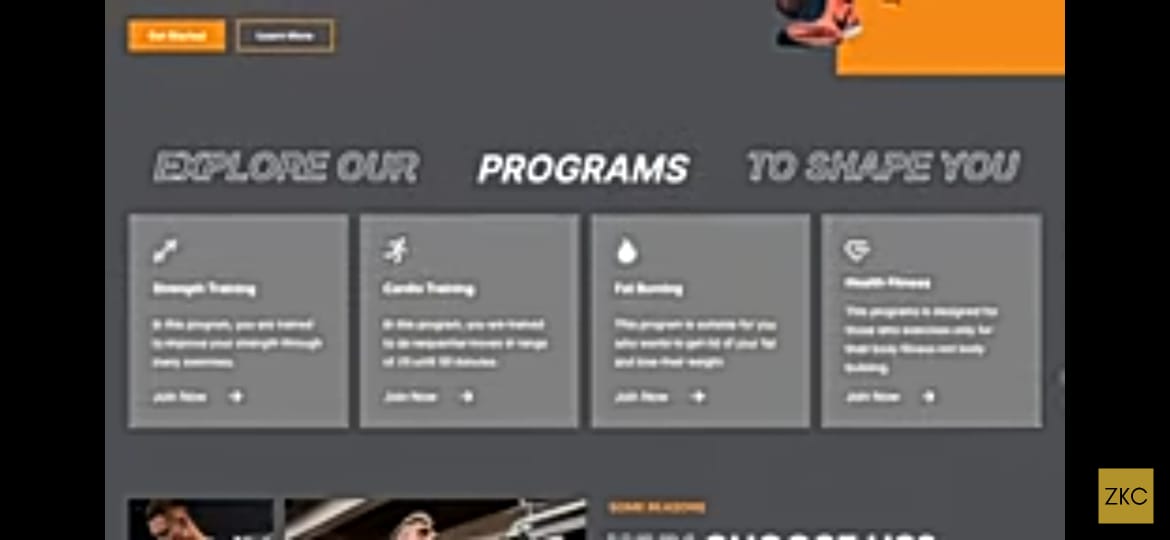 Get Started Learn More
EXPLORE OUR PROGRAMS TO SHAPE YOU
Strength Training
In this program, you are trained
to improve your strength through
many exercises.
Join Now
Cardio Training
In this program, you are trained
to do sequential moves in range
of 20 until 30 minutes.
Join Now
Fat Burning
This program is suitable for you
who wants to get rid of your fat
and lose their weight.
Join Now
Health Fitness
This programs is designed for
those who exercises only for
their body fitness not body
building.
Join Now
SOME REASONS
CHOOSE US?
ZKC